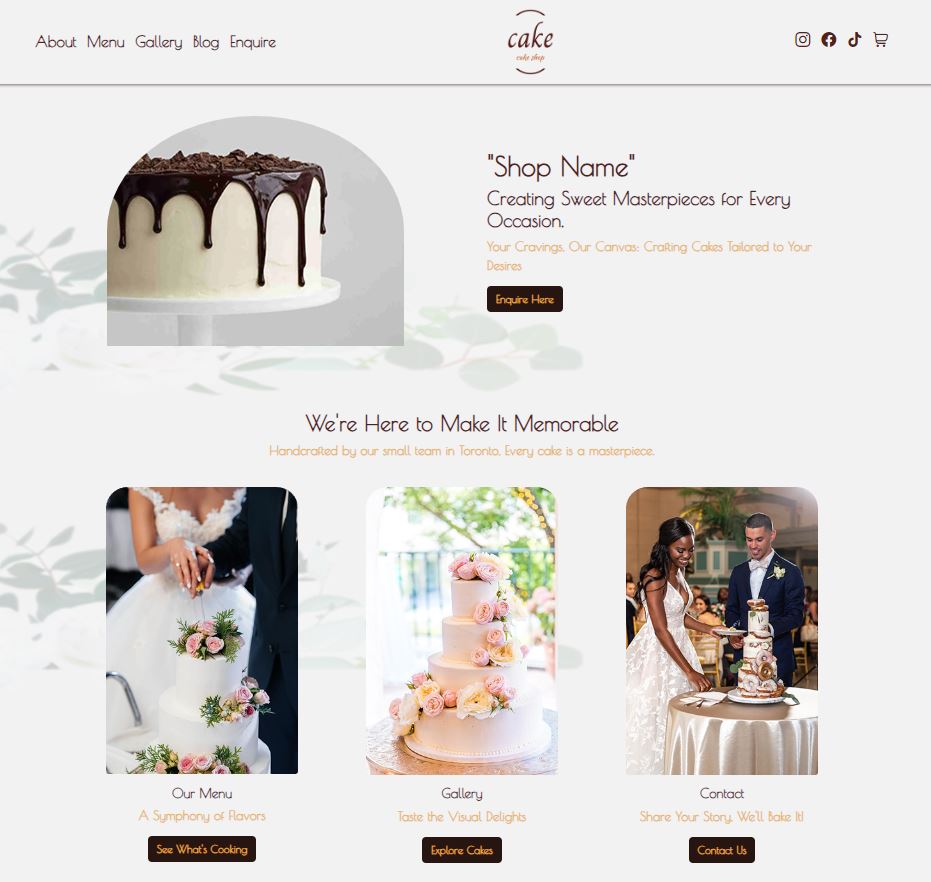 About Menu Gallery Blog Enquire
cake
cake shop
"Shop Name"
Creating Sweet Masterpieces for Every
Occasion.
Your Cravings, Our Canvas: Crafting Cakes Tailored to Your
Desires
Enquire Here
We're Here to Make It Memorable
Handcrafted by our small team in Toronto, Every cake is a masterpiece.
Our Menu
A Symphony of Flavors
See What's Cooking
Gallery
Taste the Visual Delights
Explore Cakes
Contact
Share Your Story, We'll Bake It!
Contact Us